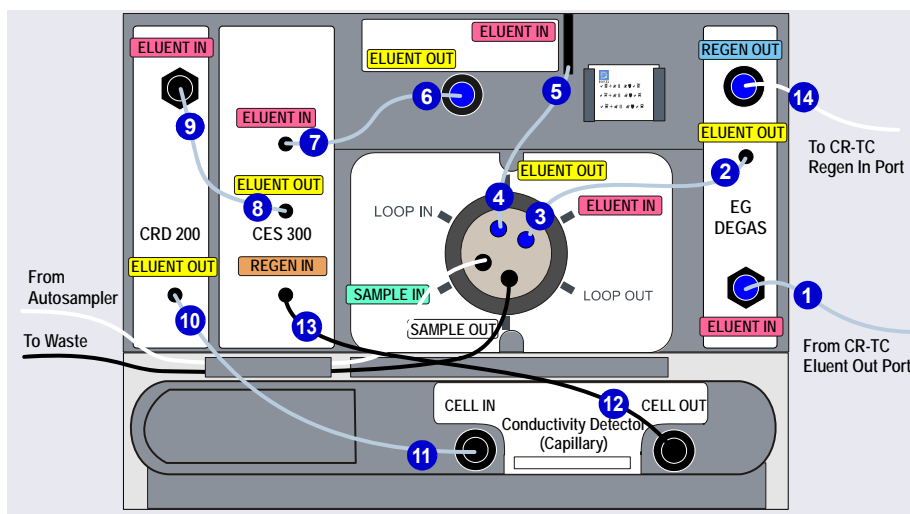 ELUENT IN
ELUENT OUT
6
5
ELUENT IN
9
ELUENT IN
7
ELUENT OUT
8
CRD 200
CES 300
ELUENT OUT
REGEN IN
10
13
From
Autosampler
To Waste
LOOP IN
4
3
ELUENT OUT
ELUENT IN
SAMPLE IN
SAMPLE OUT
LOOP OUT
REGEN OUT
14
ELUENT OUT
2
To CR-TC
Regen In Port
EG
DEGAS
1
ELUENT IN
From CR-TC
Eluent Out Port
CELL IN
12
CELL OUT
Conductivity Detector
(Capillary)
11